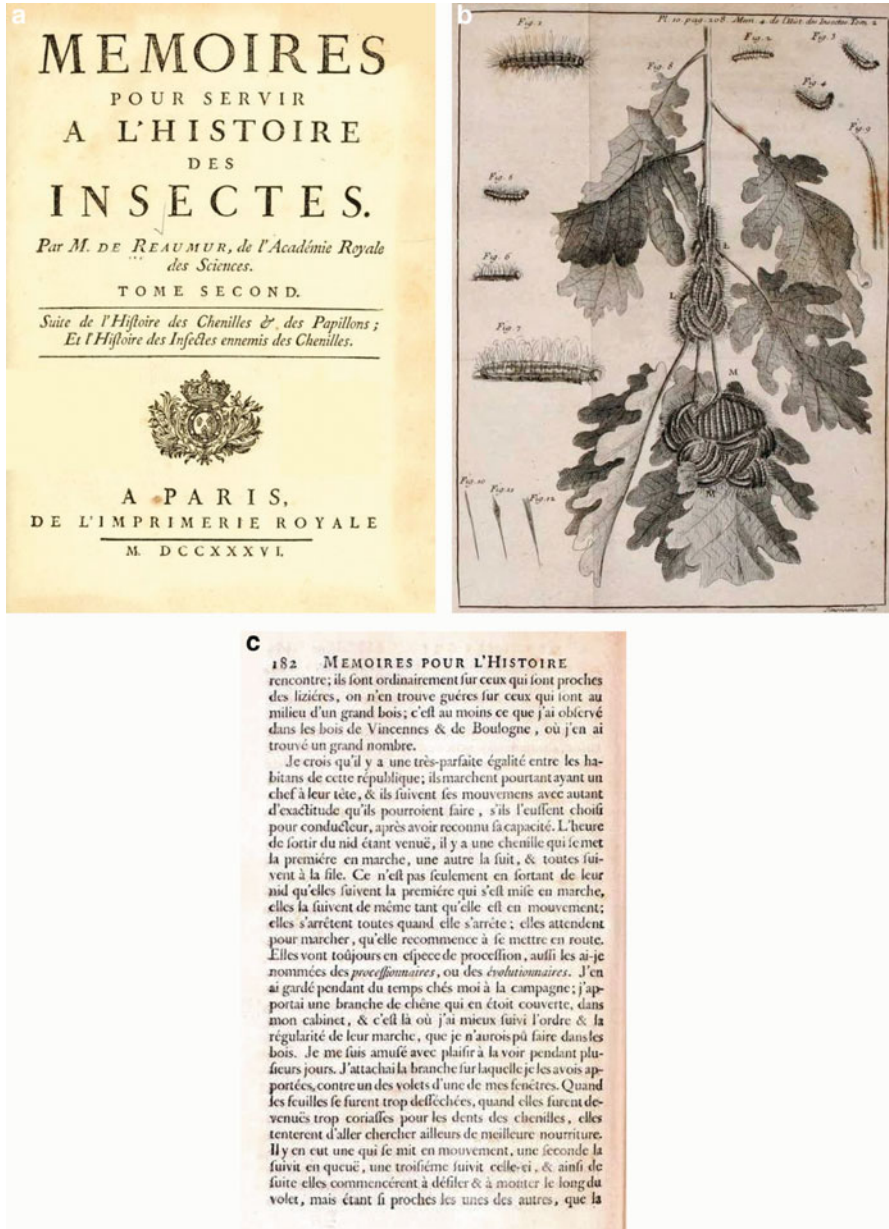 a
MEMOIRES
POUR SERVIR
A L'HISTOIRE
DES
INSECTES.
Par M. DE REAUMUR, de l'Académie Royale
des Sciences.
TOME SECOND.
Suite de l'Hiſtoire des Chenilles & des Papillons ;
Et l'Hiſtoire des Inſectes ennemis des Chenilles.
A PARIS,
DE L'IMPRIMERIE ROYALE
M. DCCXXXVI.
b
Pl. 10. pag. 208. Mem. 4 de l'Hist. des Insectes Tom. 2
Fig. 1
Fig. 2
Fig. 3
Fig. 4
Fig. 8
Fig. 9
Fig. 5
Fig. 6
Fig. 7
L
L
M
M
Fig. 10
Fig. 11
Fig. 12
c
182 MEMOIRES POUR L'HISTOIRE
rencontre; ils ſont ordinairement ſur ceux qui ſont proches
des liziéres, on n'en trouve guéres ſur ceux qui ſont au
milieu d'un grand bois; c'eſt au moins ce que j'ai obſervé
dans les bois de Vincennes & de Boulogne, où j'en ai
trouvé un grand nombre.
Je crois qu'il y a une très-parfaite égalité entre les ha-
bitans de cette république; ils marchent pourtant ayant un
chef à leur tête, & ils ſuivent ſes mouvemens avec autant
d'exactitude qu'ils pourroient faire, s'ils l'euſſent choiſi
pour conducteur, après avoir reconnu ſa capacité. L'heure
de ſortir du nid étant venuë, il y a une chenille qui ſe met
la premiére en marche, une autre la ſuit, & toutes ſui-
vent à la file. Ce n'eſt pas ſeulement en ſortant de leur
nid qu'elles ſuivent la premiére qui s'eſt miſe en marche,
elles la ſuivent de même tant qu'elle eſt en mouvement;
elles s'arrêtent toutes quand elle s'arrête; elles attendent
pour marcher, qu'elle recommence à ſe mettre en route.
Elles vont toûjours en eſpece de proceſſion, auſſi les ai-je
nommées des proceſſionnaires, ou des évolutionnaires. J'en
ai gardé pendant du temps chés moi à la campagne; j'ap-
portai une branche de chêne qui en étoit couverte, dans
mon cabinet, & c'eſt là où j'ai mieux ſuivi l'ordre & la
régularité de leur marche, que je n'aurois pû faire dans les
bois. Je me ſuis amuſé avec plaiſir à la voir pendant plu-
ſieurs jours. J'attachai la branche ſur laquelle je les avois ap-
portées, contre un des volets d'une de mes fenêtres. Quand
les feuilles ſe furent trop deſſéchées, quand elles furent de-
venuës trop coriaſſes pour les dents des chenilles, elles
tenterent d'aller chercher ailleurs de meilleure nourriture.
Il y en eut une qui ſe mit en mouvement, une ſeconde la
ſuivit en queuë, une troiſiéme ſuivit celle-ci, & ainſi de
ſuite elles commencérent à défiler & à monter le long du
volet, mais étant ſi proches les unes des autres, que la